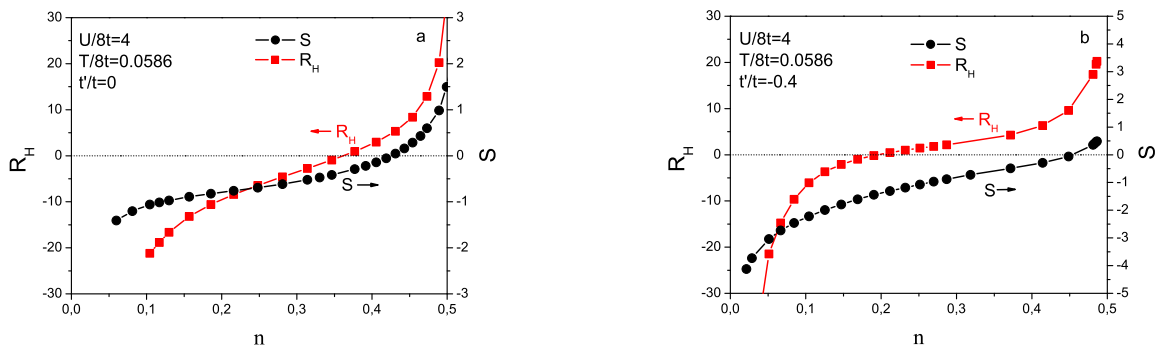 30
20
10
0
-10
-20
-30
R_H
U/8t=4
T/8t=0.0586
t'/t=0
S
R_H
a
R_H
S
3
2
1
0
-1
-2
-3
S
0,0 0,1 0,2 0,3 0,4 0,5
n
30
20
10
0
-10
-20
-30
R_H
U/8t=4
T/8t=0.0586
t'/t=-0.4
S
R_H
b
R_H
S
5
4
3
2
1
0
-1
-2
-3
-4
-5
S
0,0 0,1 0,2 0,3 0,4 0,5
n